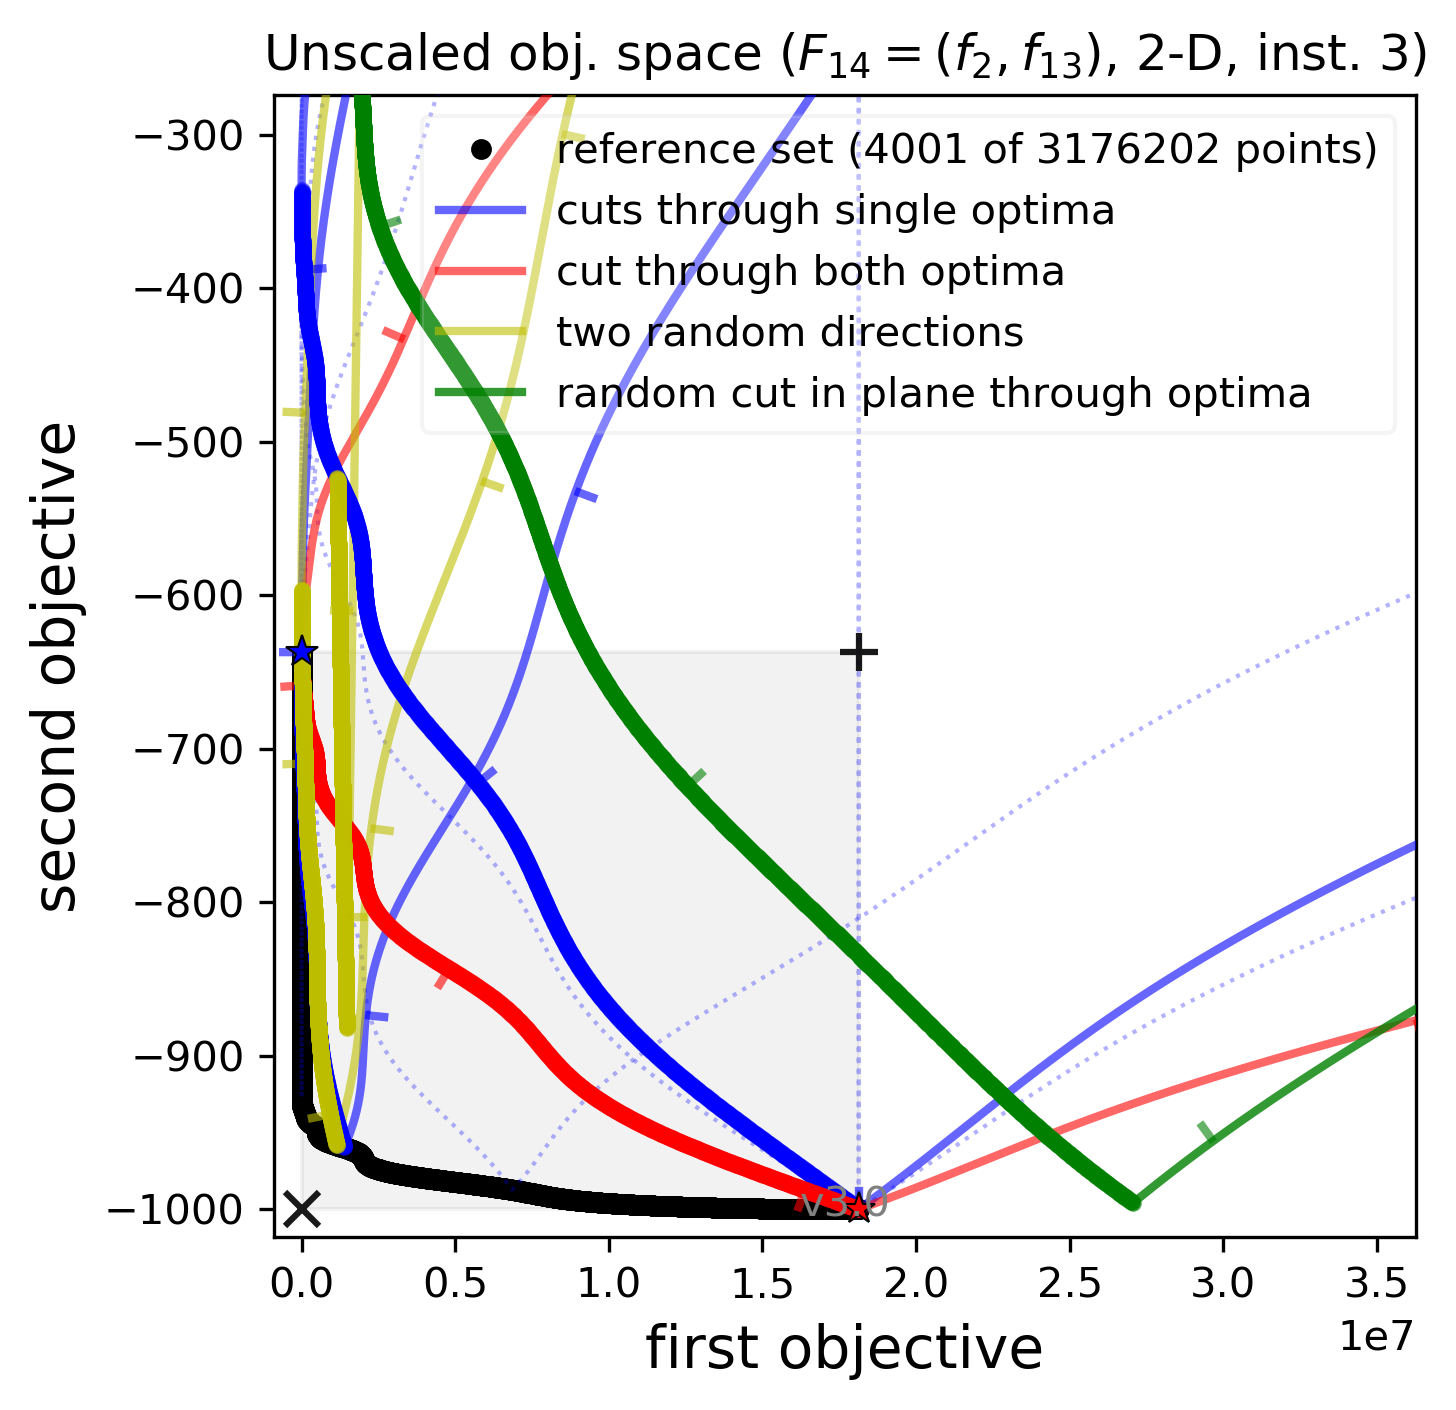 Unscaled obj. space (F14 = (f2, f13), 2-D, inst. 3)
reference set (4001 of 3176202 points)
cuts through single optima
cut through both optima
two random directions
random cut in plane through optima
second objective
−300
−400
−500
−600
−700
−800
−900
−1000
v3.0
0.0 0.5 1.0 1.5 2.0 2.5 3.0 3.5
1e7
first objective